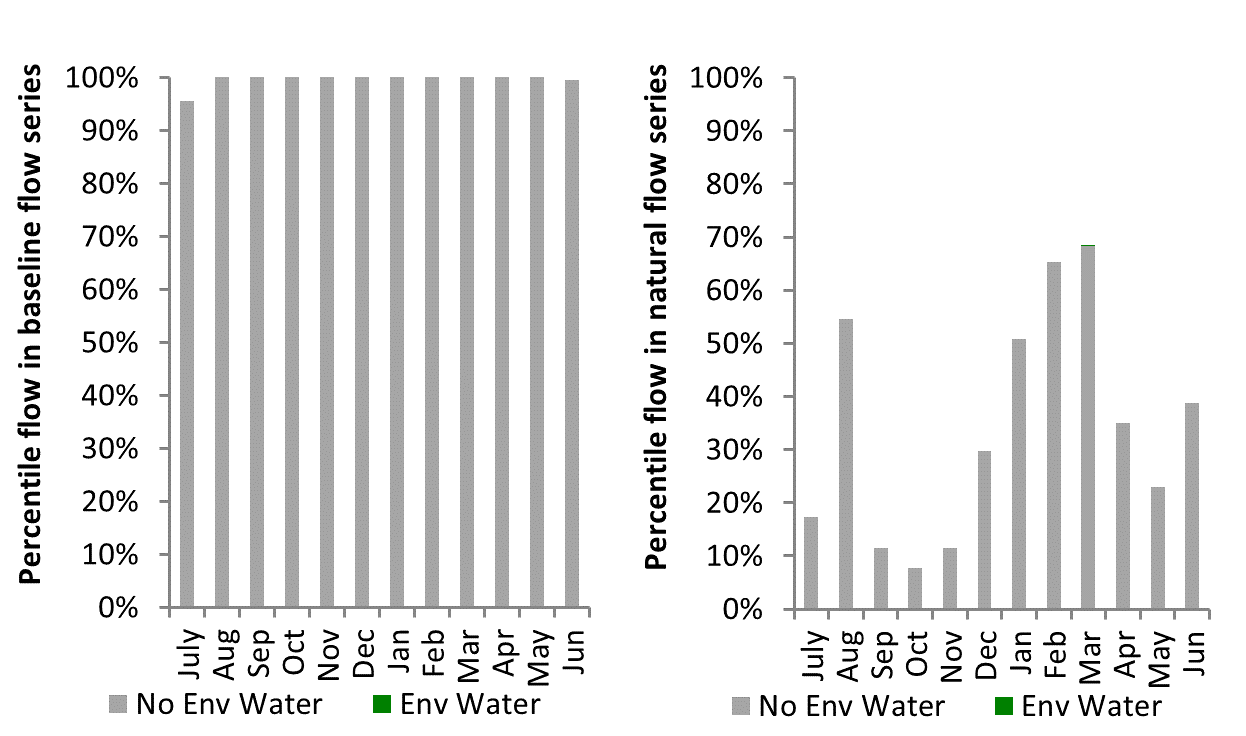 Percentile flow in baseline flow series
100%
90%
80%
70%
60%
50%
40%
30%
20%
10%
0%
July
Aug
Sep
Oct
Nov
Dec
Jan
Feb
Mar
Apr
May
Jun
No Env Water
Env Water
Percentile flow in natural flow series
100%
90%
80%
70%
60%
50%
40%
30%
20%
10%
0%
July
Aug
Sep
Oct
Nov
Dec
Jan
Feb
Mar
Apr
May
Jun
No Env Water
Env Water